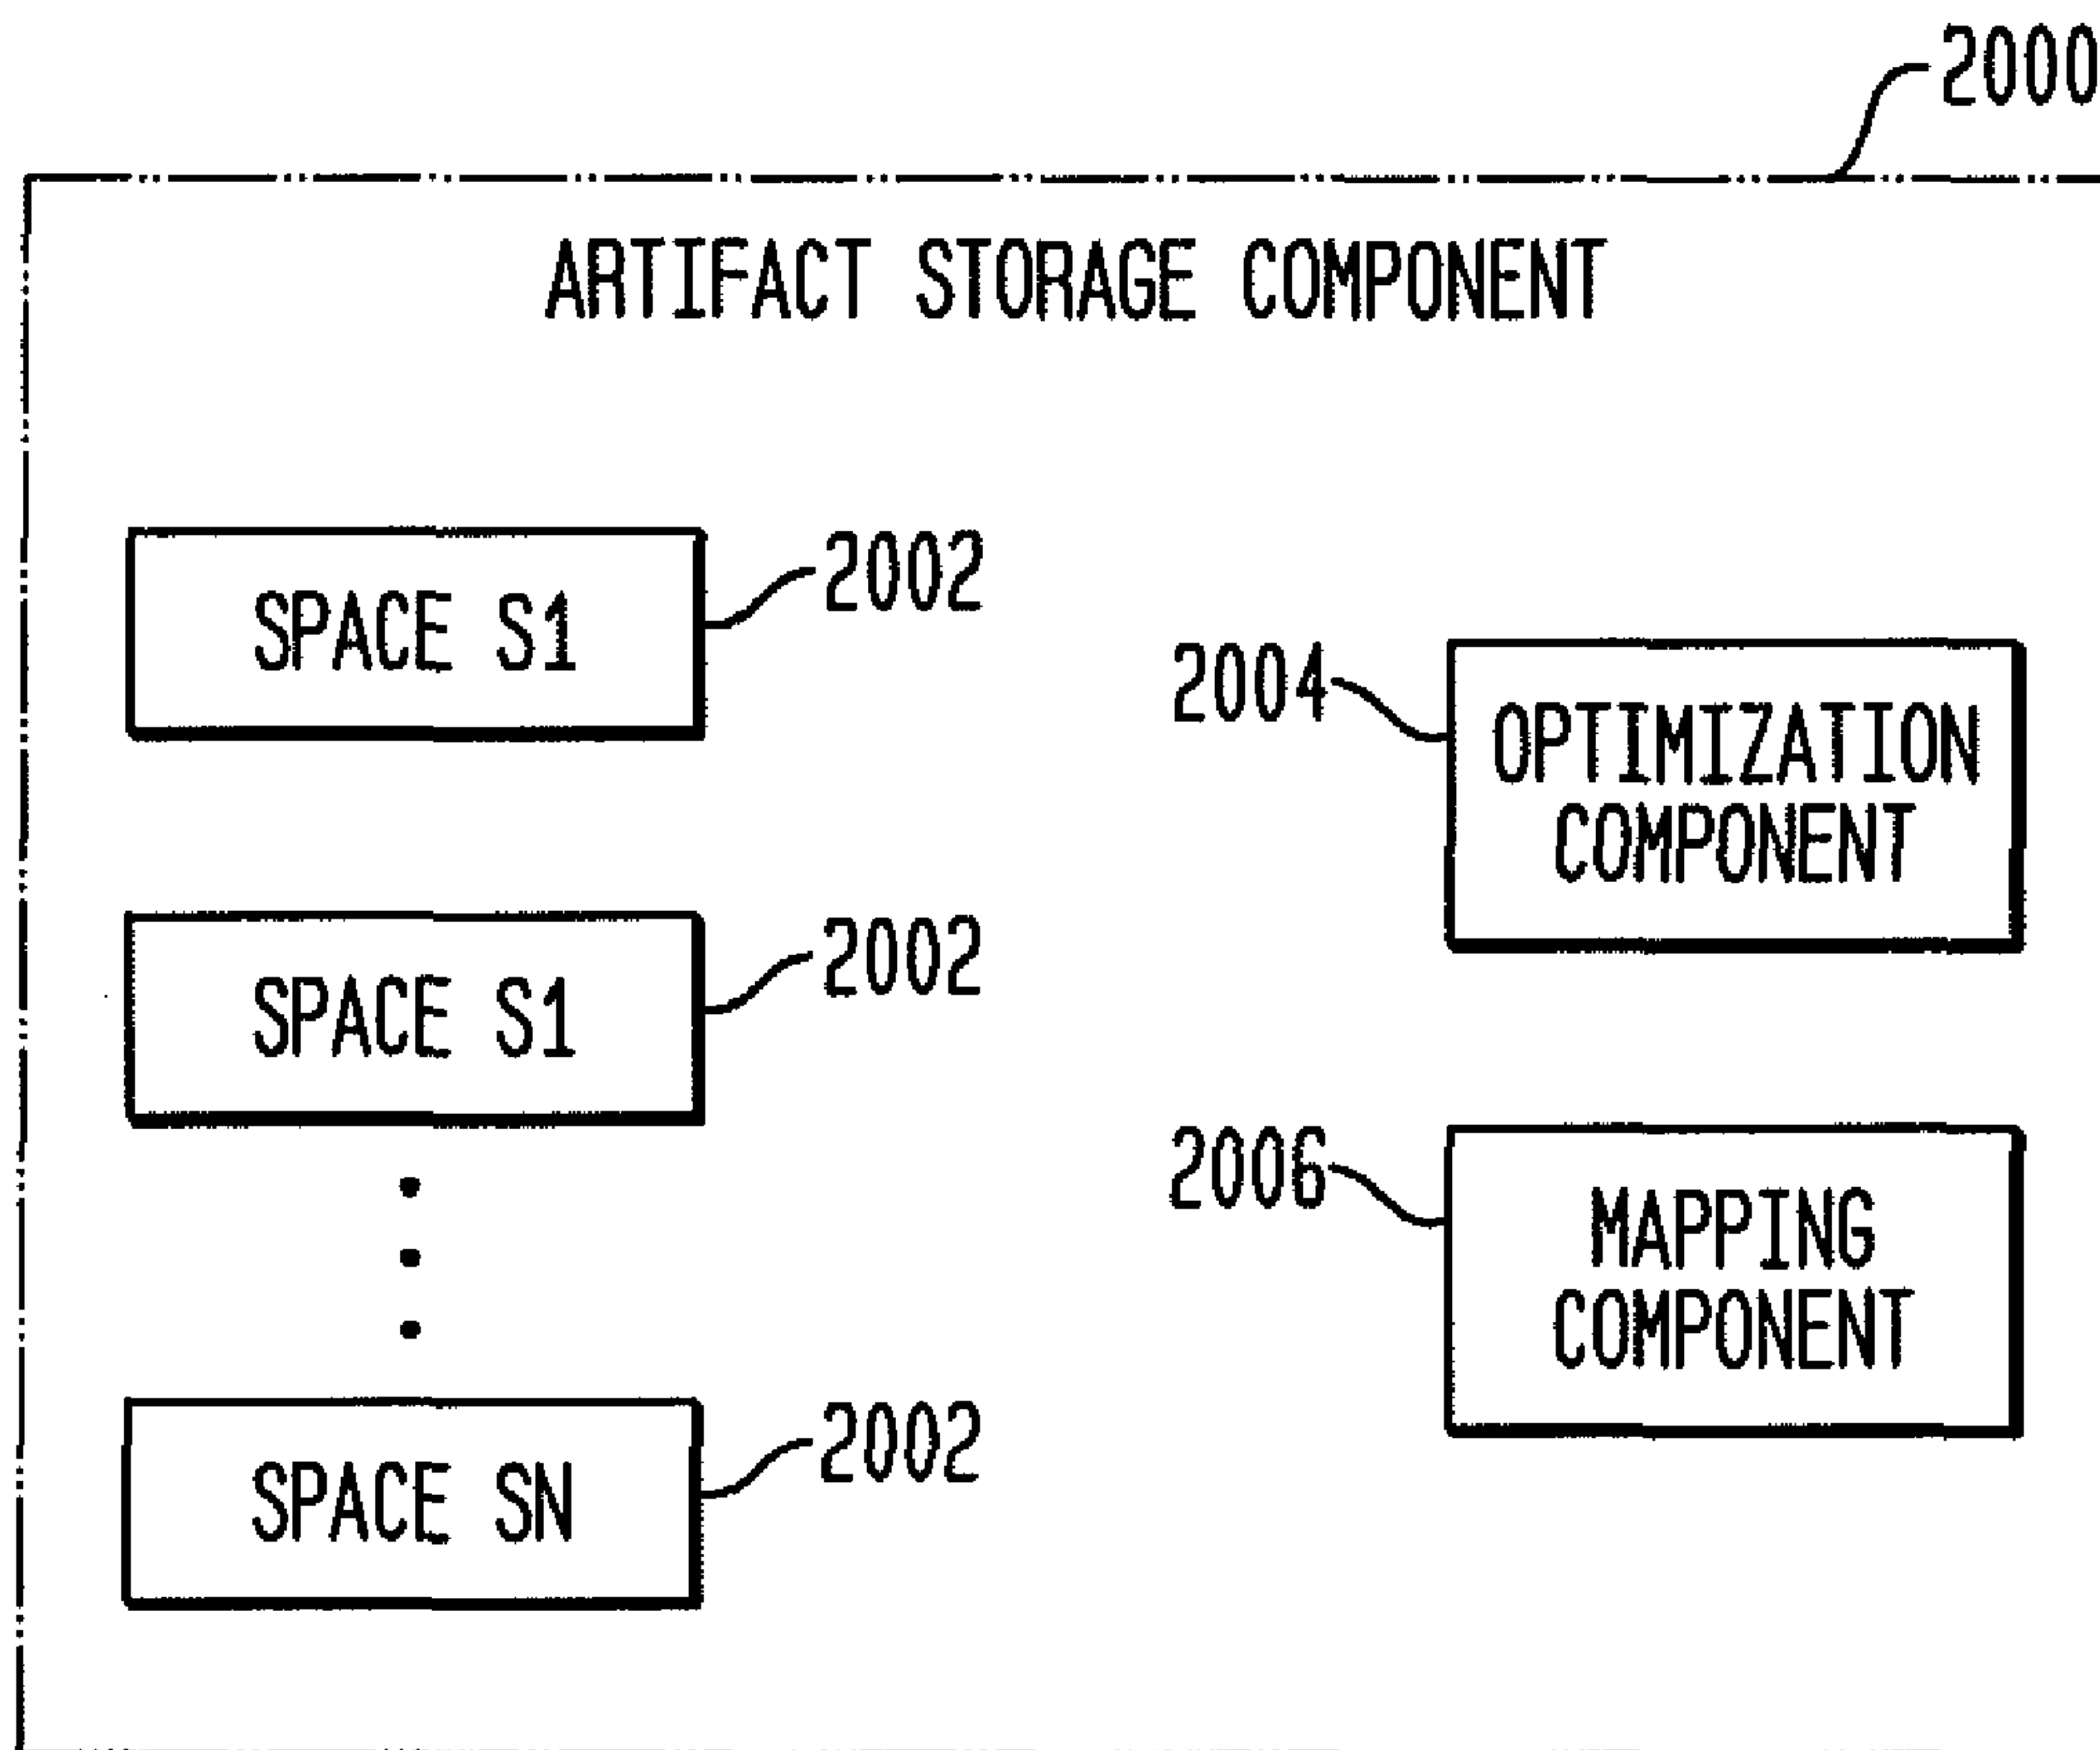 2000
ARTIFACT STORAGE COMPONENT
SPACE S1
2002
2004
OPTIMIZATION
COMPONENT
SPACE S1
2002
2006
MAPPING
COMPONENT
SPACE SN
2002